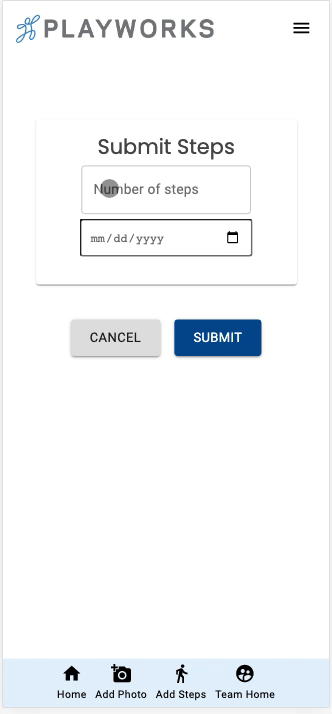 PLAYWORKS
Submit Steps
Number of steps
mm/dd/yyyy
CANCEL SUBMIT
Home Add Photo Add Steps Team Home